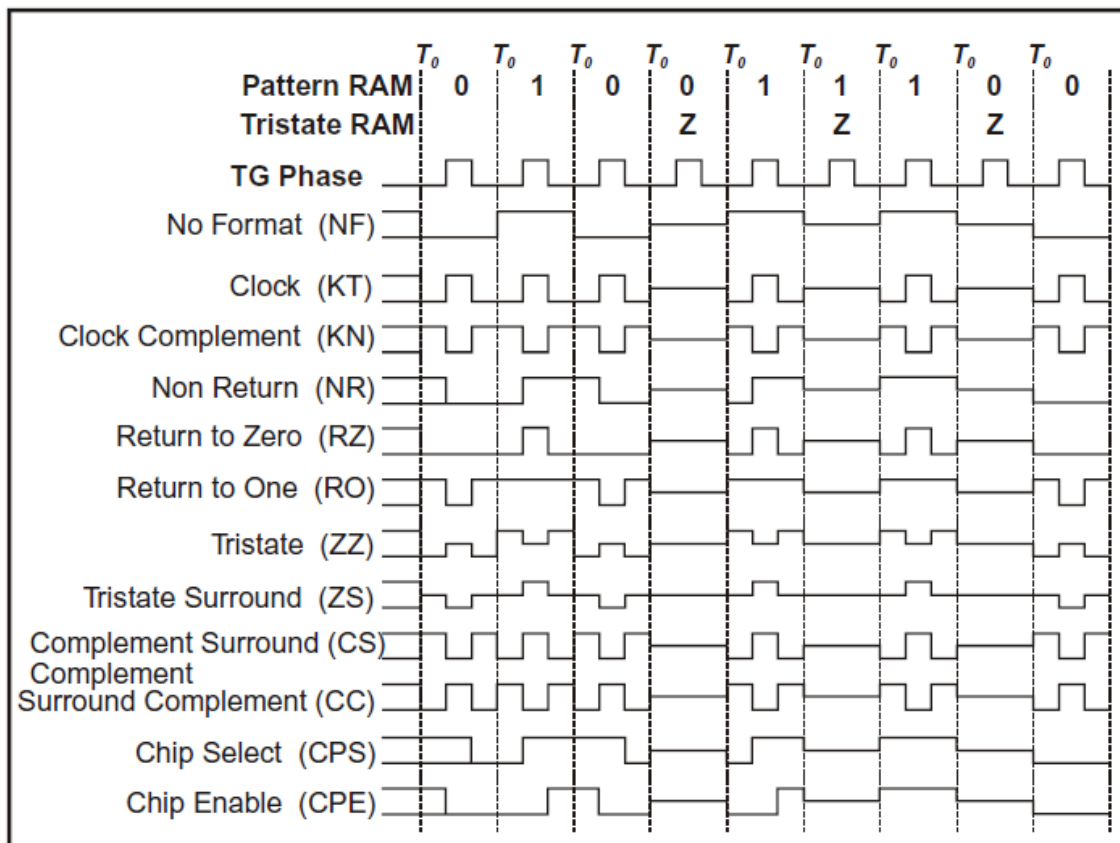 T0 T0 T0 T0 T0 T0 T0 T0 T0
Pattern RAM 0 1 0 0 1 1 1 0 0
Tristate RAM Z Z Z
TG Phase
No Format (NF)
Clock (KT)
Clock Complement (KN)
Non Return (NR)
Return to Zero (RZ)
Return to One (RO)
Tristate (ZZ)
Tristate Surround (ZS)
Complement Surround (CS)
Complement
Surround Complement (CC)
Chip Select (CPS)
Chip Enable (CPE)